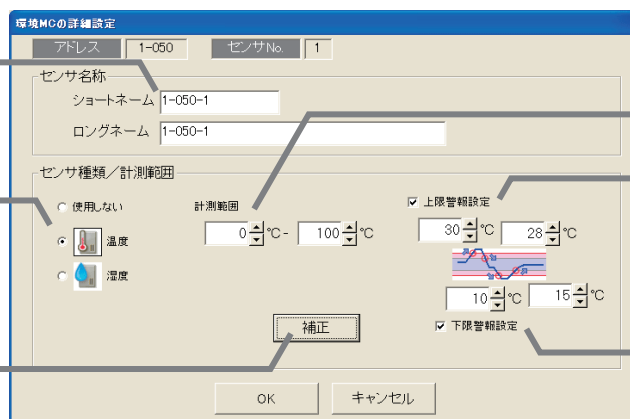 環境MCの詳細設定
アドレス 1-050 センサNo. 1
センサ名称
ショートネーム 1-050-1
ロングネーム 1-050-1
センサ種類／計測範囲
使用しない 計測範囲 上限警報設定
温度 0 ℃- 100 ℃ 30 ℃ 28 ℃
湿度
10 ℃ 15 ℃
補正 下限警報設定
OK キャンセル